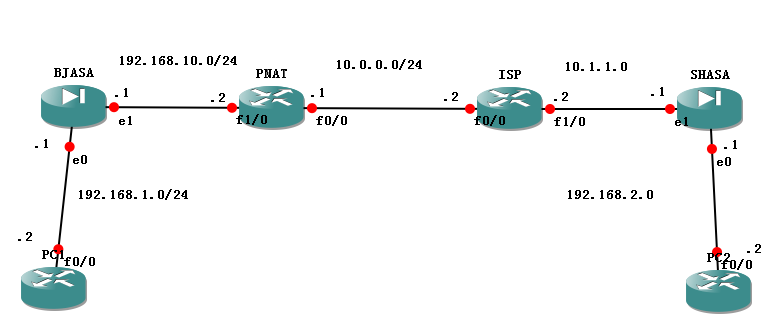 192.168.10.0/24
10.0.0.0/24
10.1.1.0
BJASA
PNAT
ISP
SHASA
.1
.2
.1
.2
.2
.1
e1
f1/0
f0/0
f0/0
f1/0
e1
.1
e0
.1
e0
192.168.1.0/24
192.168.2.0
.2
PC1
f0/0
.2
PC2
f0/0